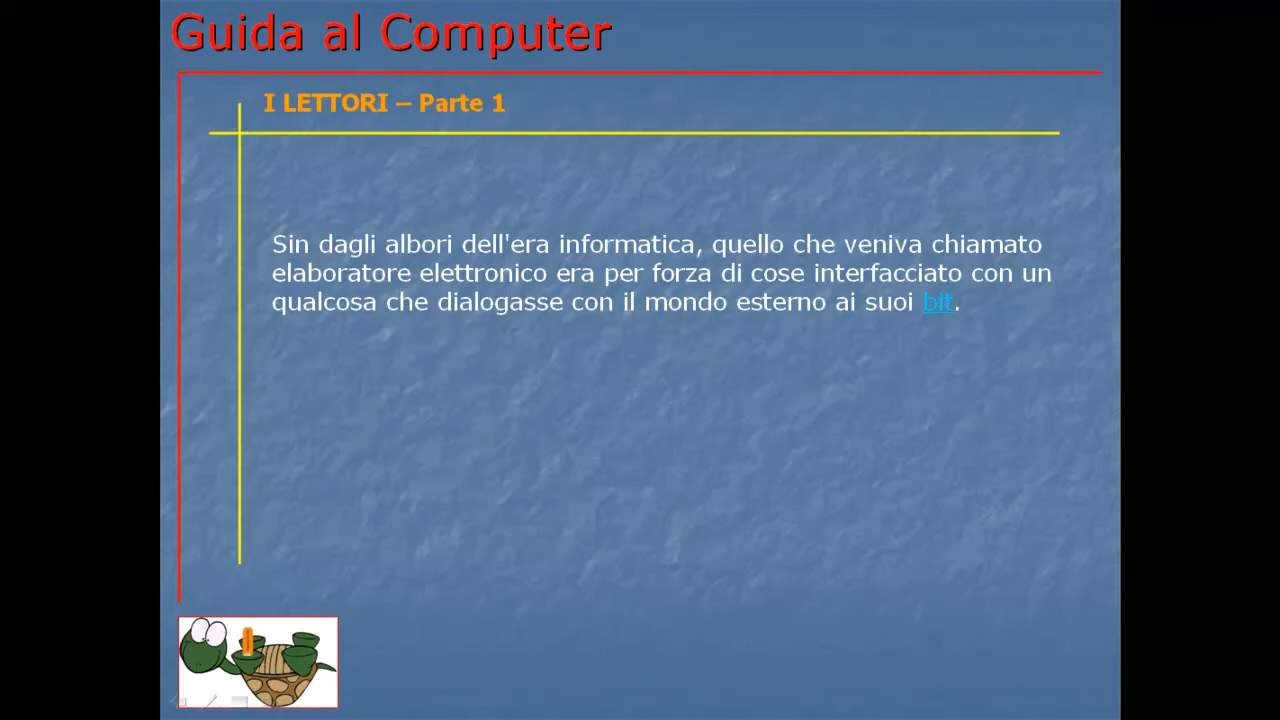 Guida al Computer
I LETTORI – Parte 1
Sin dagli albori dell'era informatica, quello che veniva chiamato
elaboratore elettronico era per forza di cose interfacciato con un
qualcosa che dialogasse con il mondo esterno ai suoi bit.